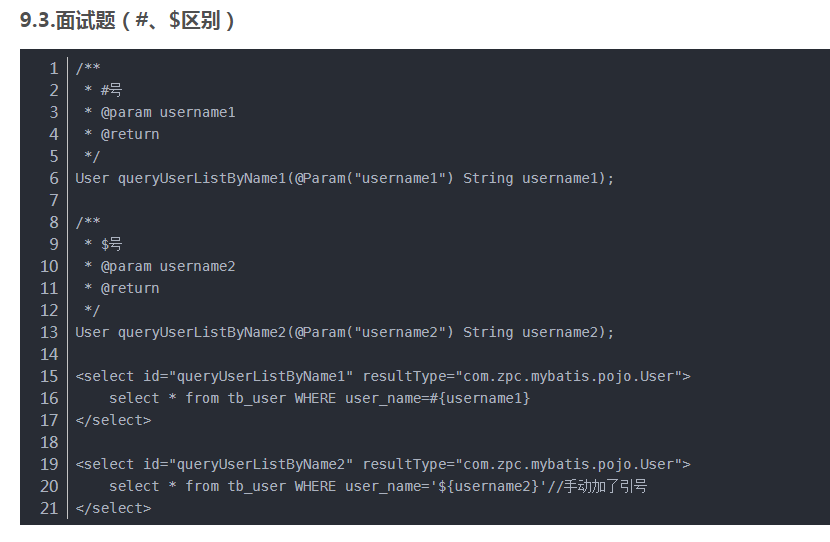 9.3.面试题（#、$区别）
1 /**
2  * #号
3  * @param username1
4  * @return
5  */
6 User queryUserListByName1(@Param("username1") String username1);
7
8 /**
9  * $号
10  * @param username2
11  * @return
12  */
13 User queryUserListByName2(@Param("username2") String username2);
14
15 <select id="queryUserListByName1" resultType="com.zpc.mybatis.pojo.User">
16     select * from tb_user WHERE user_name=#{username1}
17 </select>
18
19 <select id="queryUserListByName2" resultType="com.zpc.mybatis.pojo.User">
20     select * from tb_user WHERE user_name='${username2}'//手动加了引号
21 </select>